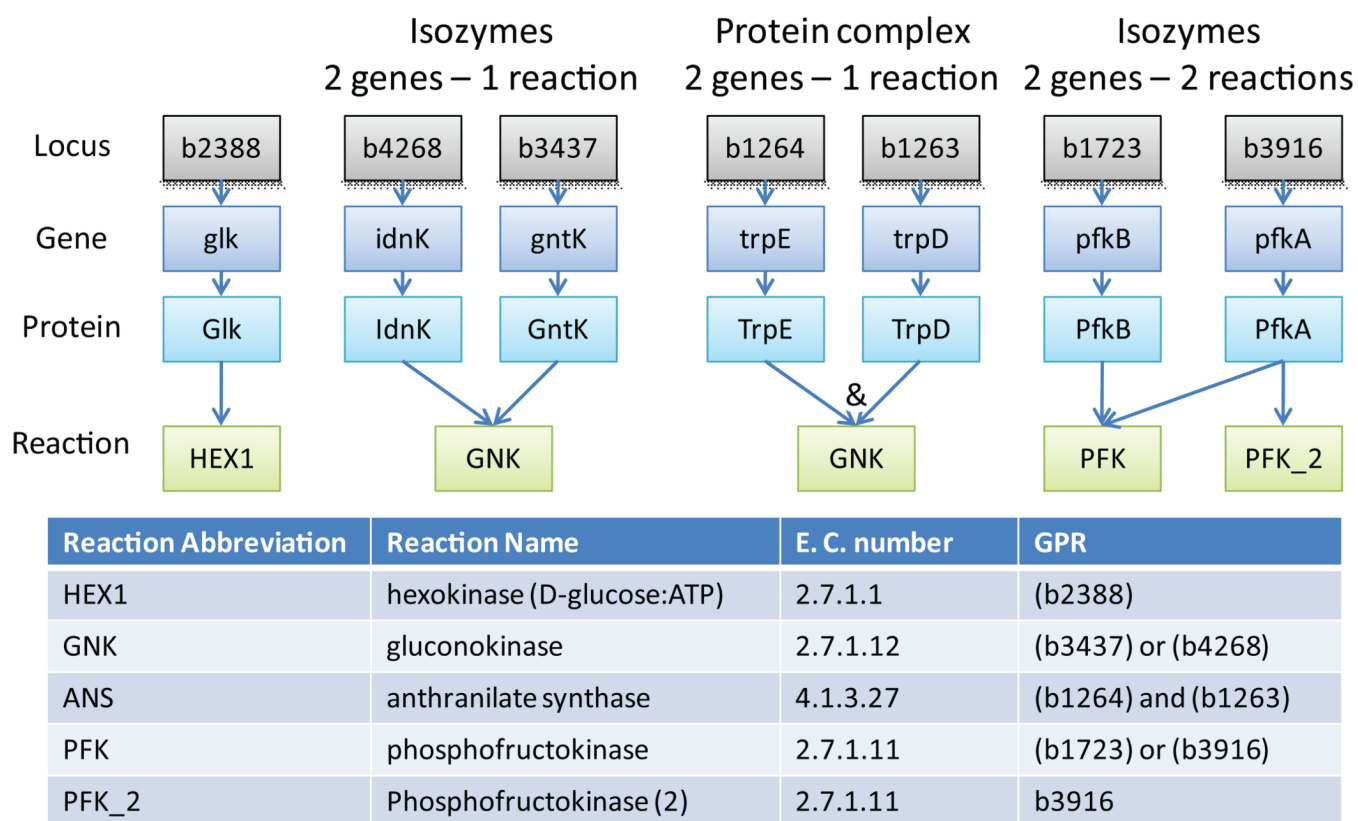 Isozymes
2 genes – 1 reaction
Protein complex
2 genes – 1 reaction
Isozymes
2 genes – 2 reactions
Locus b2388 b4268 b3437 b1264 b1263 b1723 b3916
Gene glk idnK gntK trpE trpD pfkB pfkA
Protein Glk IdnK GntK TrpE TrpD PfkB PfkA
&
Reaction HEX1 GNK GNK PFK PFK_2
Reaction Abbreviation Reaction Name E. C. number GPR
HEX1 hexokinase (D-glucose:ATP) 2.7.1.1 (b2388)
GNK gluconokinase 2.7.1.12 (b3437) or (b4268)
ANS anthranilate synthase 4.1.3.27 (b1264) and (b1263)
PFK phosphofructokinase 2.7.1.11 (b1723) or (b3916)
PFK_2 Phosphofructokinase (2) 2.7.1.11 b3916